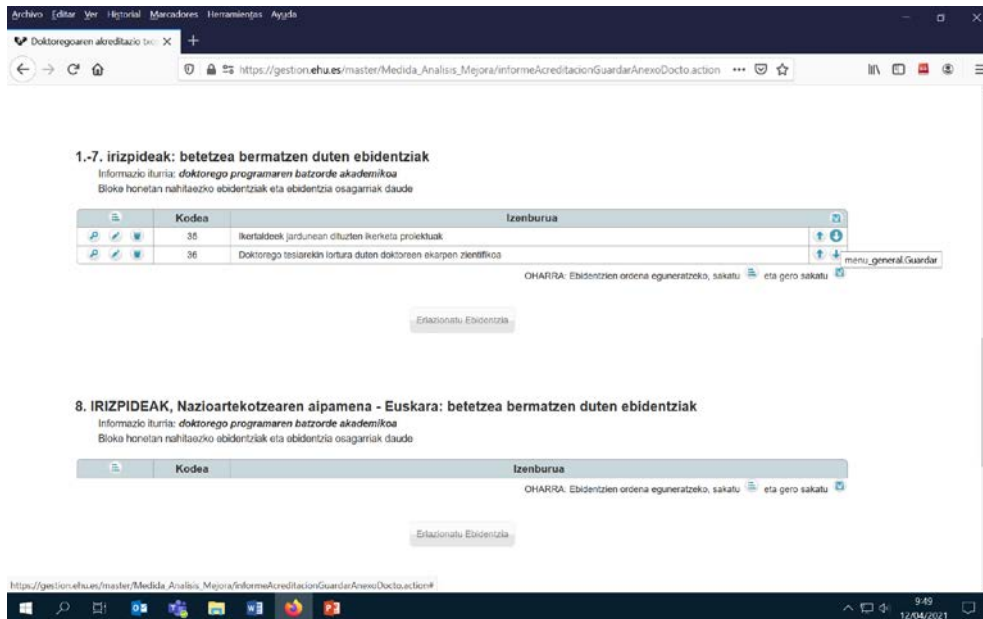 Archivo Editar Ver Historial Marcadores Herramientas Ayuda
Doktoregoaren akreditazio txo
https://gestion.ehu.es/master/Medida_Analisis_Mejora/informeAcreditacionGuardarAnexoDocto.action
1.-7. irizpideak: betetzea bermatzen duten ebidentziak
Informazio iturria: doktorego programaren batzorde akademikoa
Bloke honetan nahitaezko ebidentziak eta ebidentzia osagarriak daude
Kodea Izenburua
35 Ikertaldeek jardunean dituzten ikerketa proiektuak
36 Doktorego tesiarekin lortura duten doktoreen ekarpen zientifikoa
menu_general.Guardar
OHARRA: Ebidentzien ordena eguneratzeko, sakatu eta gero sakatu
Erlazionatu Ebidentzia
8. IRIZPIDEAK, Nazioartekotzearen aipamena - Euskara: betetzea bermatzen duten ebidentziak
Informazio iturria: doktorego programaren batzorde akademikoa
Bloke honetan nahitaezko ebidentziak eta ebidentzia osagarriak daude
Kodea Izenburua
OHARRA: Ebidentzien ordena eguneratzeko, sakatu eta gero sakatu
Erlazionatu Ebidentzia
https://gestion.ehu.es/master/Medida_Analisis_Mejora/informeAcreditacionGuardarAnexoDocto.action#
9:49
12/04/2021